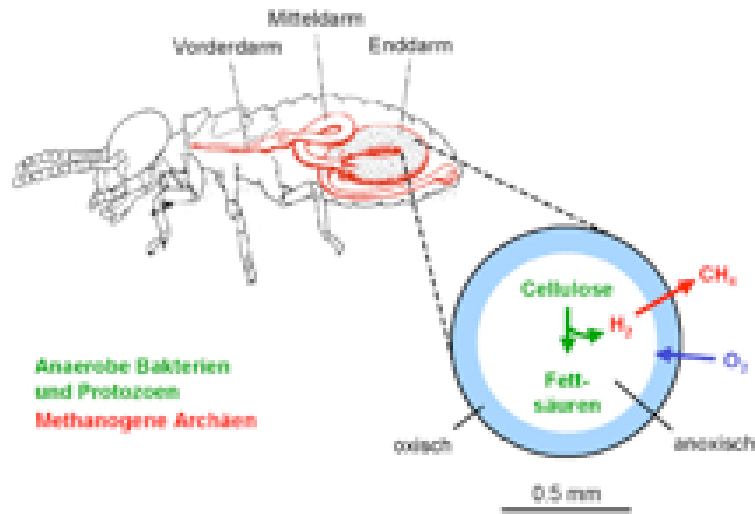 Mitteldarm
Vorderdarm
Enddarm
Cellulose
H₂
CH₄
O₂
Fett-
säuren
Anaerobe Bakterien
und Protozoen
Methanogene Archäen
oxisch
anoxisch
0.5 mm